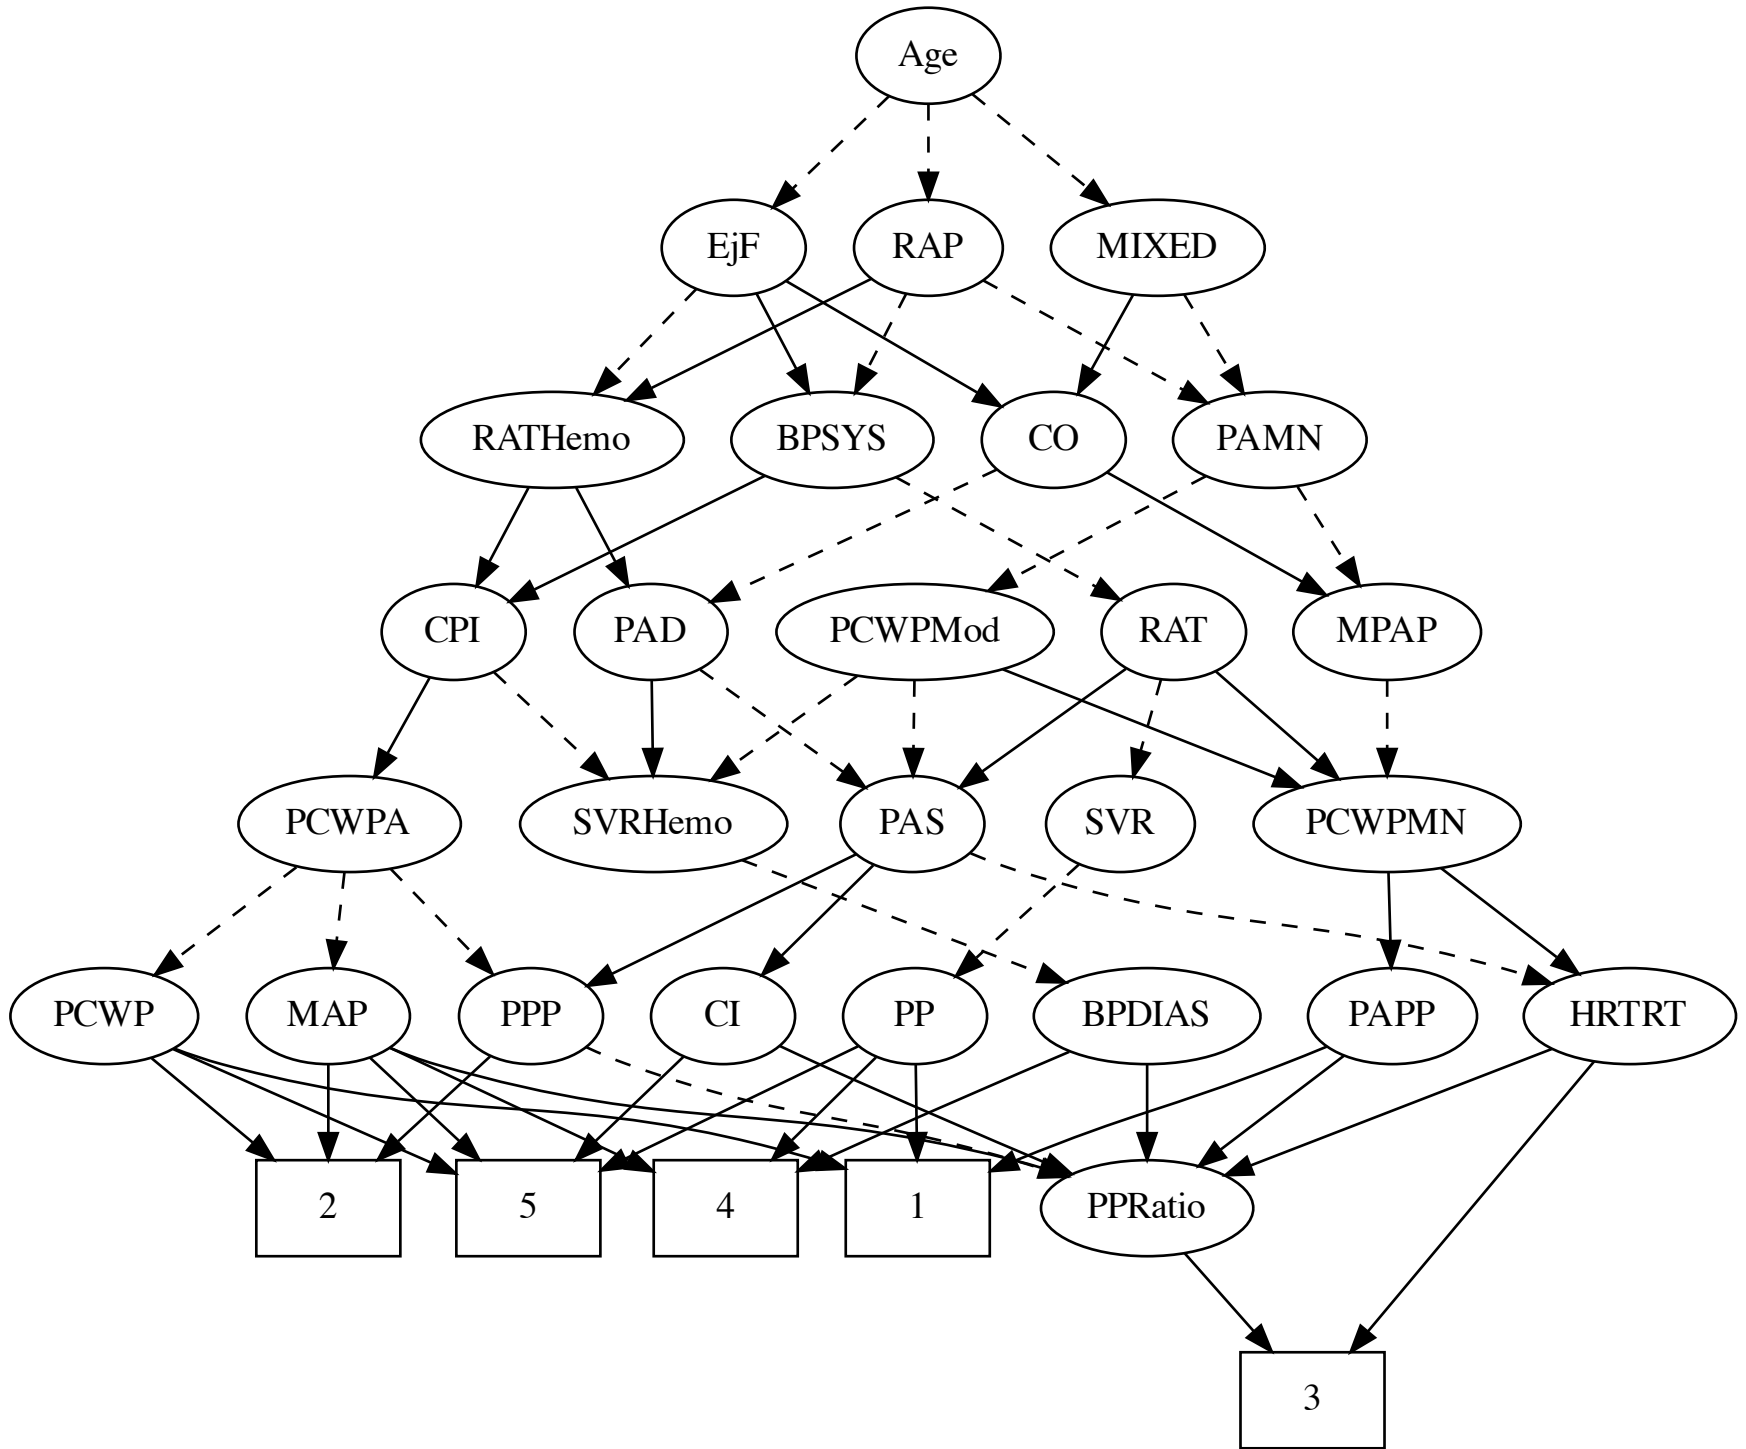 Age
EjF
RAP
MIXED
RATHemo
BPSYS
CO
PAMN
CPI
PAD
PCWPMod
RAT
MPAP
PCWPA
SVRHemo
PAS
SVR
PCWPMN
PCWP
MAP
PPP
CI
PP
BPDIAS
PAPP
HRTRT
2
5
4
1
PPRatio
3